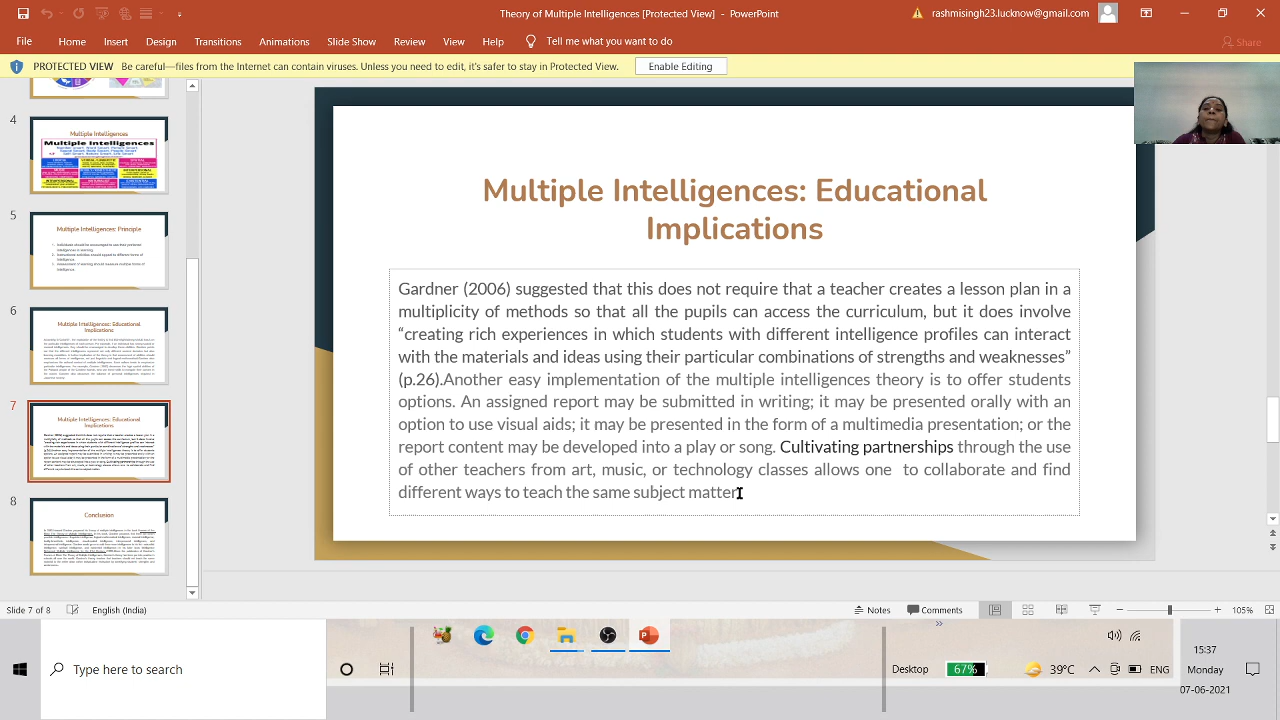 Theory of Multiple Intelligences [Protected View] - PowerPoint
rashmisingh23.lucknow@gmail.com
File Home Insert Design Transitions Animations Slide Show Review View Help Tell me what you want to do Share
PROTECTED VIEW Be careful—files from the Internet can contain viruses. Unless you need to edit, it's safer to stay in Protected View. Enable Editing
4
Multiple Intelligences
Multiple Intelligences
5
Multiple Intelligences: Principle
6
Multiple Intelligences: Educational
Implications
7
Multiple Intelligences: Educational
Implications
8
Conclusion
Multiple Intelligences: Educational
Implications
Gardner (2006) suggested that this does not require that a teacher creates a lesson plan in a
multiplicity of methods so that all the pupils can access the curriculum, but it does involve
“creating rich experiences in which students with different intelligence profiles can interact
with the materials and ideas using their particular combinations of strengths and weaknesses”
(p.26).Another easy implementation of the multiple intelligences theory is to offer students
options. An assigned report may be submitted in writing; it may be presented orally with an
option to use visual aids; it may be presented in the form of a multimedia presentation; or the
report content may be developed into a play or song. Cultivating partnerships through the use
of other teachers from art, music, or technology classes allows one to collaborate and find
different ways to teach the same subject matter
Slide 7 of 8 English (India) Notes Comments 105%
Type here to search
Desktop 67% 39°C ENG
15:37
Monday
07-06-2021